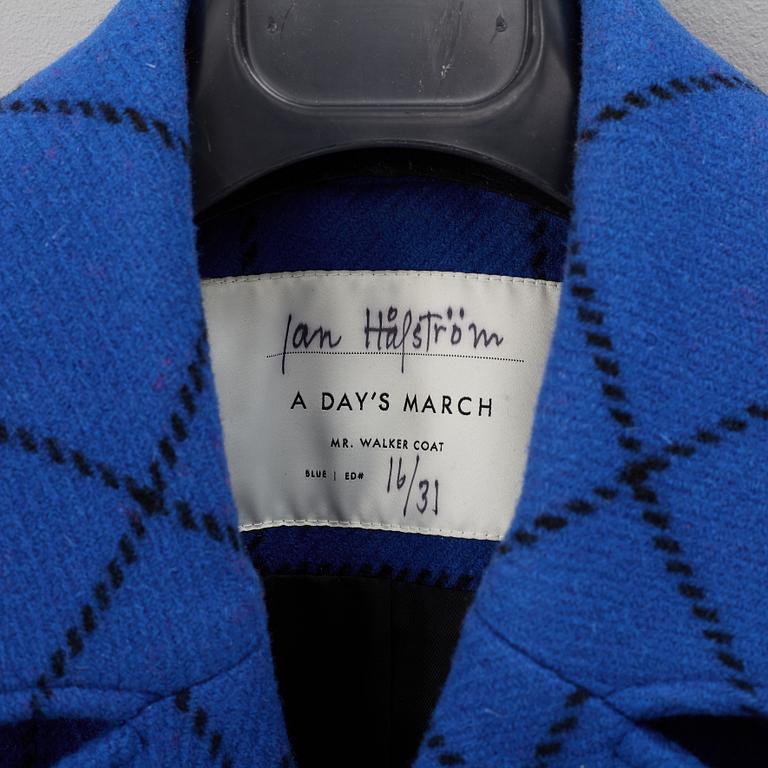 Jan Håfström
A DAY'S MARCH
MR. WALKER COAT
BLUE | ED# 16/31